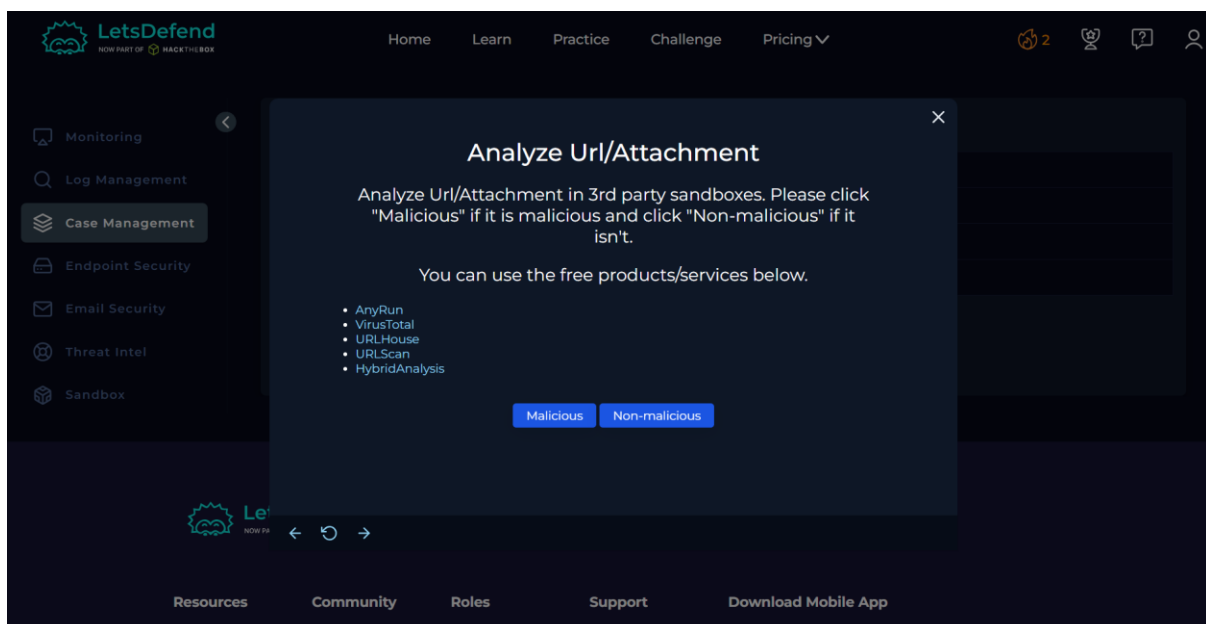 LetsDefend
NOW PART OF HACKTHEBOX
Home Learn Practice Challenge Pricing
2
Monitoring
Log Management
Case Management
Endpoint Security
Email Security
Threat Intel
Sandbox
Analyze Url/Attachment
Analyze Url/Attachment in 3rd party sandboxes. Please click
"Malicious" if it is malicious and click "Non-malicious" if it
isn't.
You can use the free products/services below.
• AnyRun
• VirusTotal
• URLHouse
• URLScan
• HybridAnalysis
Malicious Non-malicious
Le
NOW PA
Resources Community Roles Support Download Mobile App